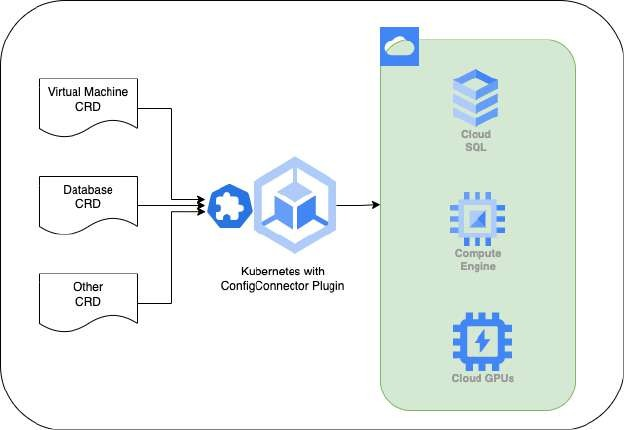 Virtual Machine
CRD
Database
CRD
Other
CRD
Kubernetes with
ConfigConnector Plugin
Cloud
SQL
Compute
Engine
Cloud GPUs